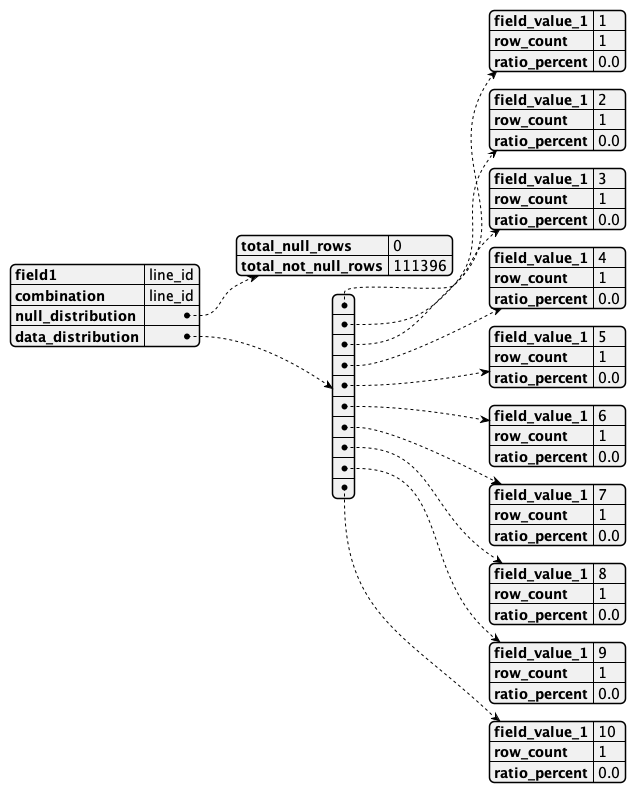 field1 line_id
combination line_id
null_distribution
data_distribution
total_null_rows 0
total_not_null_rows 111396
field_value_1 1
row_count 1
ratio_percent 0.0
field_value_1 2
row_count 1
ratio_percent 0.0
field_value_1 3
row_count 1
ratio_percent 0.0
field_value_1 4
row_count 1
ratio_percent 0.0
field_value_1 5
row_count 1
ratio_percent 0.0
field_value_1 6
row_count 1
ratio_percent 0.0
field_value_1 7
row_count 1
ratio_percent 0.0
field_value_1 8
row_count 1
ratio_percent 0.0
field_value_1 9
row_count 1
ratio_percent 0.0
field_value_1 10
row_count 1
ratio_percent 0.0